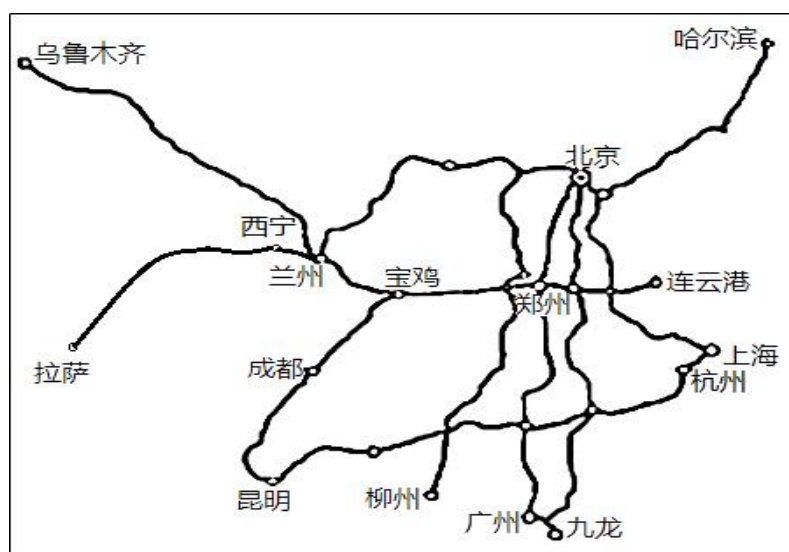 乌鲁木齐
哈尔滨
北京
西宁
兰州
宝鸡
郑州
连云港
拉萨
成都
上海
杭州
昆明
柳州
广州
九龙